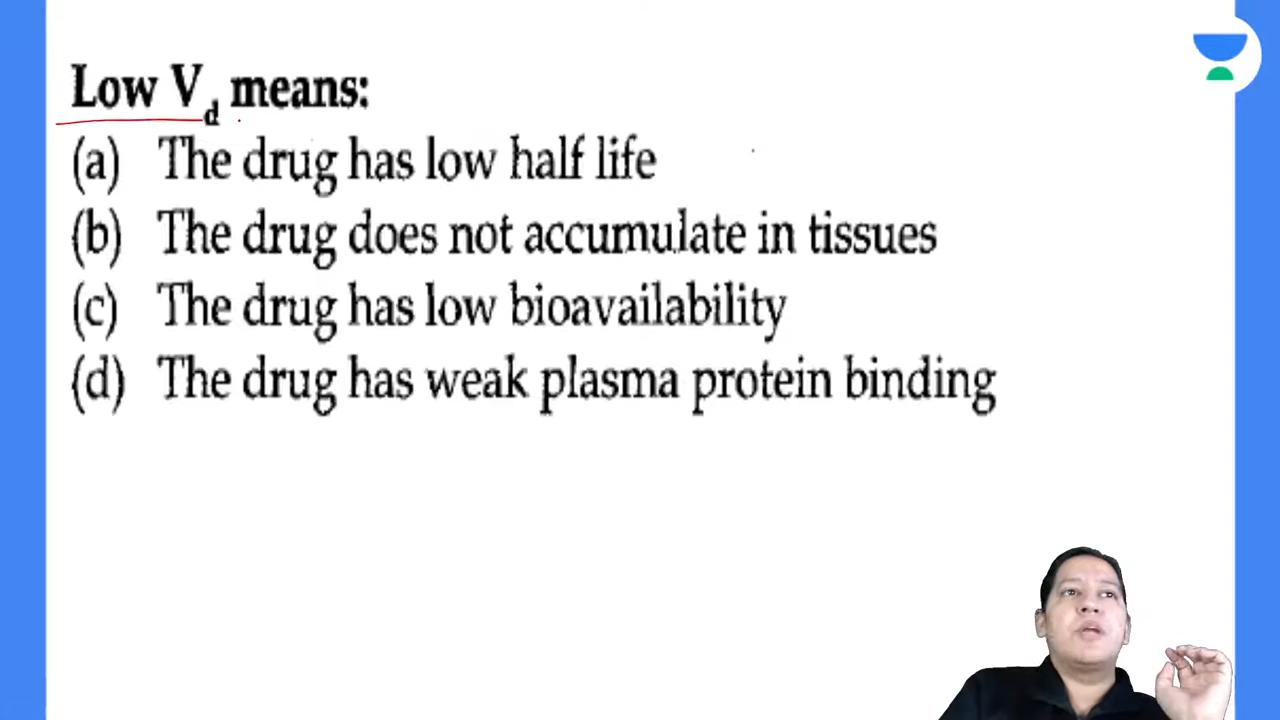 Low Vd means:
(a) The drug has low half life
(b) The drug does not accumulate in tissues
(c) The drug has low bioavailability
(d) The drug has weak plasma protein binding